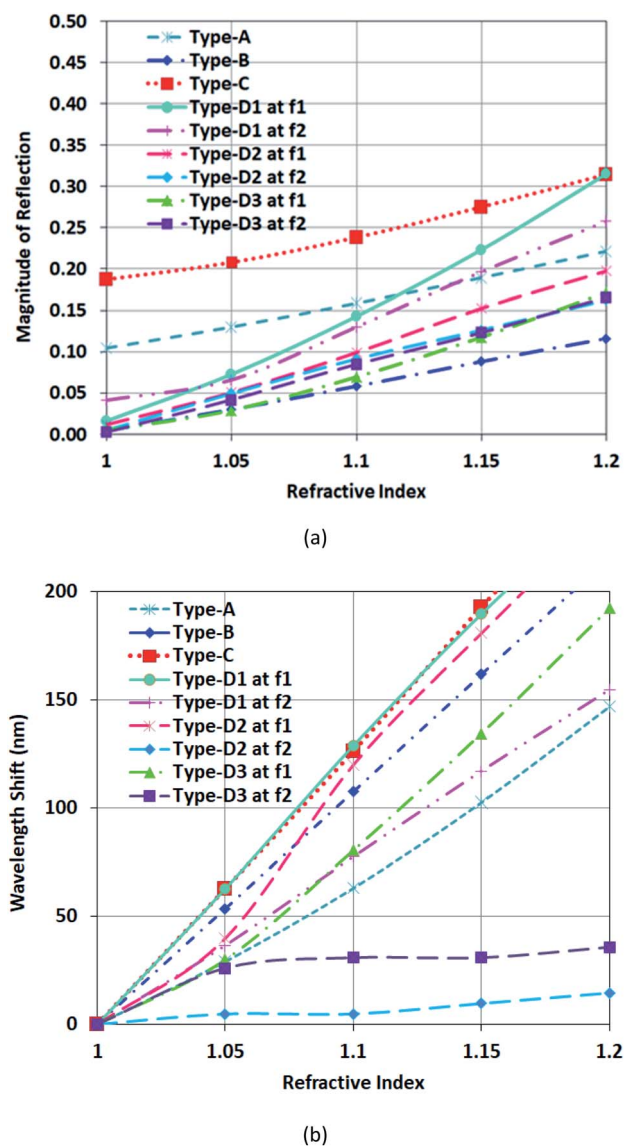 0.50
0.45
0.40
0.35
0.30
0.25
0.20
0.15
0.10
0.05
0.00
Magnitude of Reflection
Type-A
Type-B
Type-C
Type-D1 at f1
Type-D1 at f2
Type-D2 at f1
Type-D2 at f2
Type-D3 at f1
Type-D3 at f2
1 1.05 1.1 1.15 1.2
Refractive Index
(a)
200
150
100
50
0
Wavelength Shift (nm)
Type-A
Type-B
Type-C
Type-D1 at f1
Type-D1 at f2
Type-D2 at f1
Type-D2 at f2
Type-D3 at f1
Type-D3 at f2
1 1.05 1.1 1.15 1.2
Refractive Index
(b)